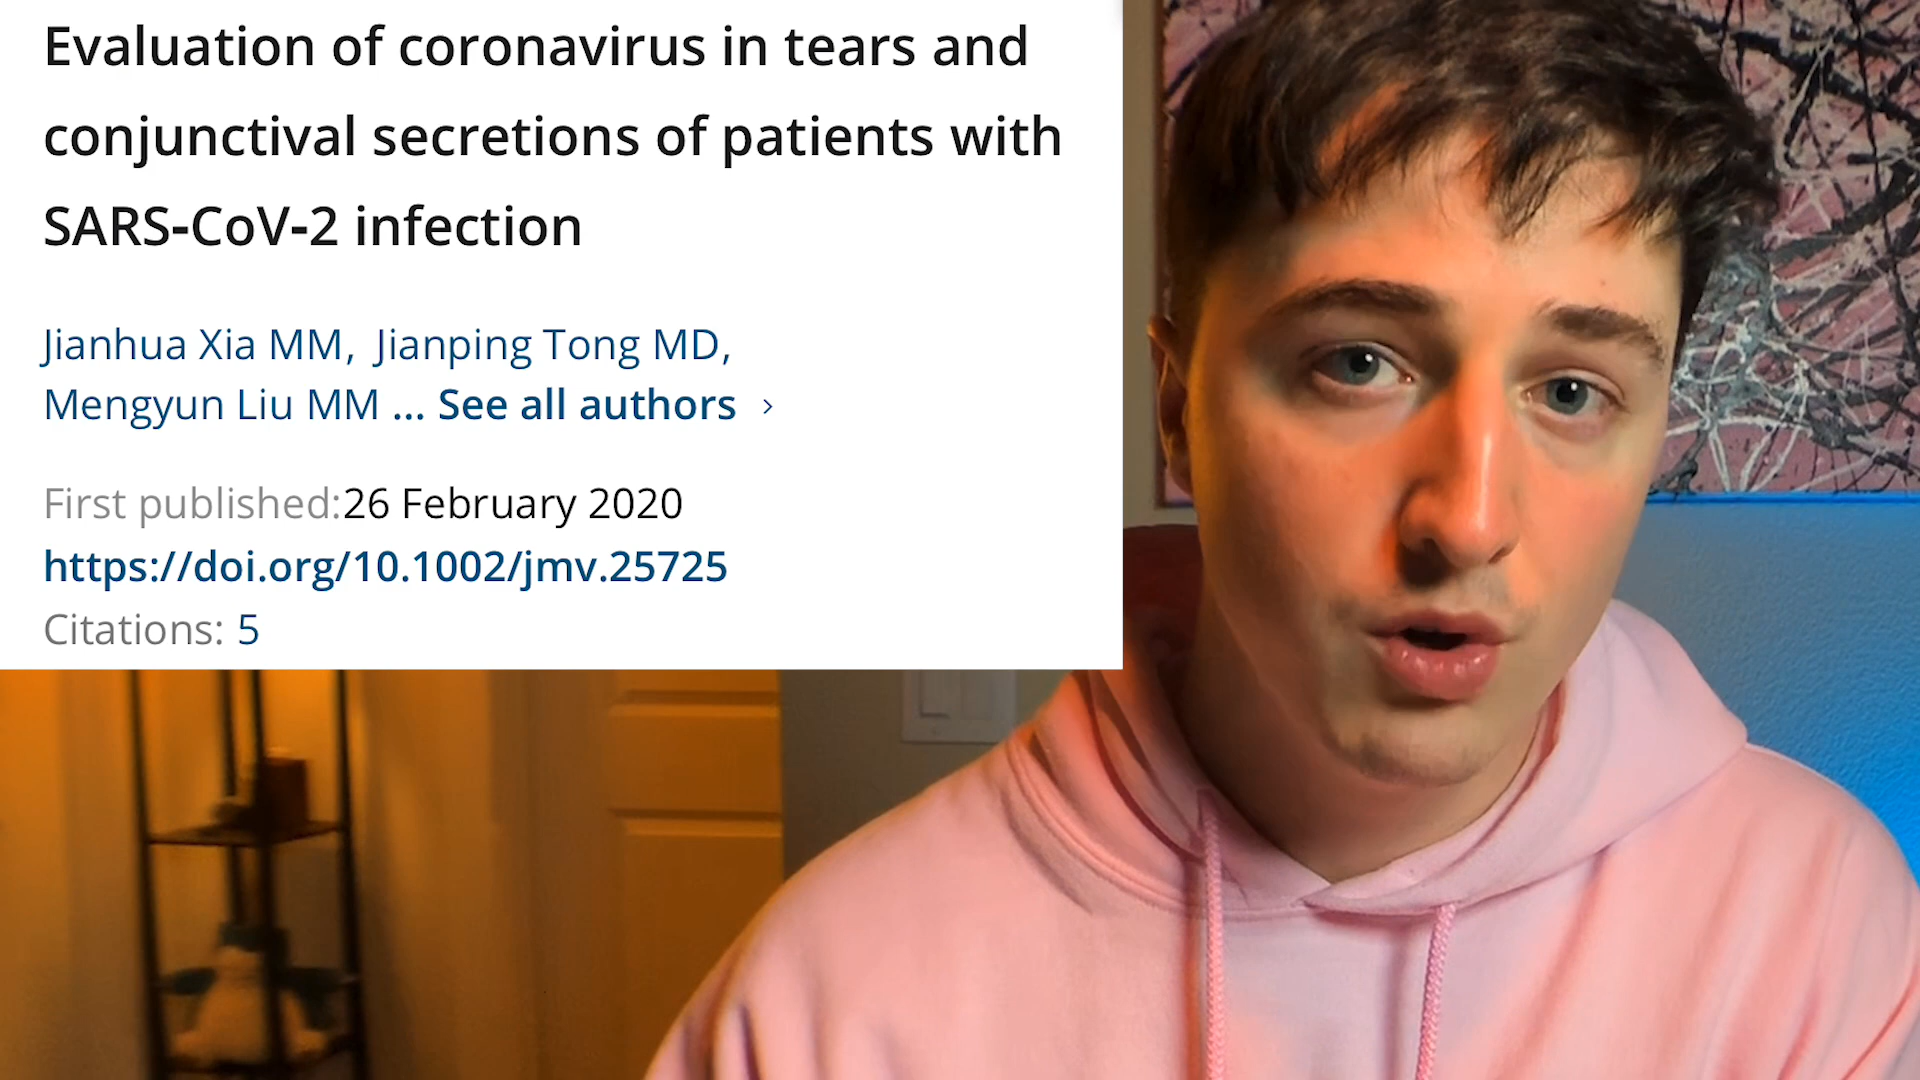 Evaluation of coronavirus in tears and
conjunctival secretions of patients with
SARS-CoV-2 infection
Jianhua Xia MM, Jianping Tong MD,
Mengyun Liu MM ... See all authors >
First published:26 February 2020
https://doi.org/10.1002/jmv.25725
Citations: 5